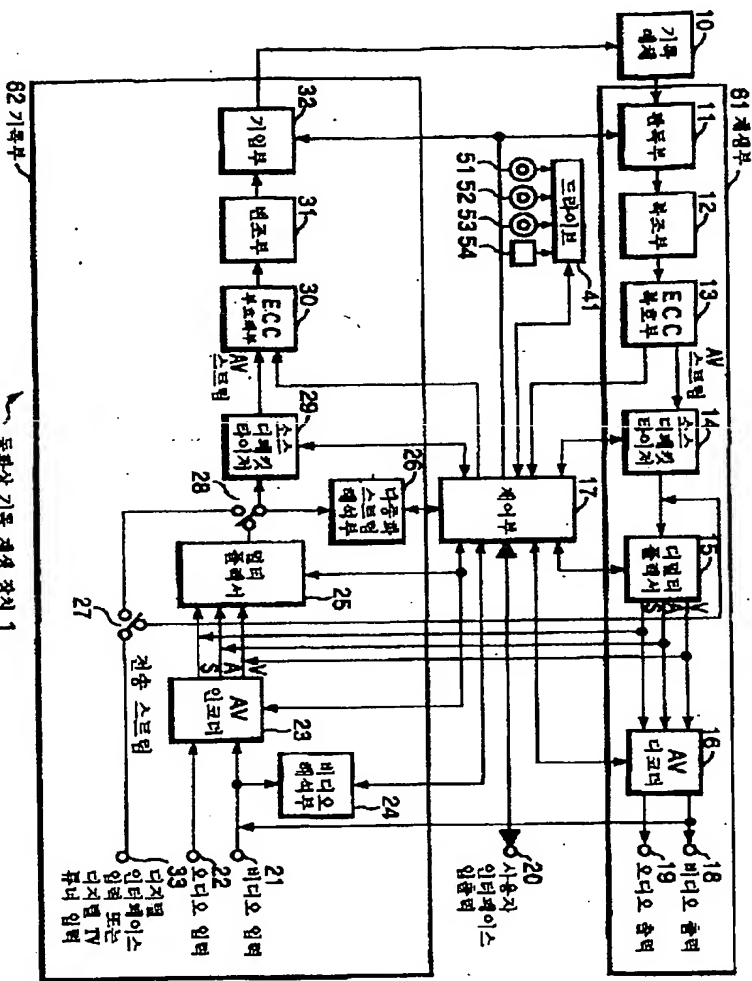 61 재생부
10
기록
매체
11
판독부
12
복조부
13
ECC
복호부
AV
스트림
14
소스
디패킷
타이저
15
디멀티
플렉서
V
A
S
16
AV
디코더
18
비디오 출력
19
오디오 출력
51
52
53
54
드라이브
41
17
제어부
20
사용자
인터페이스
입출력
62 기록부
32
기입부
31
변조부
30
ECC
부호화부
AV
스트림
29
소스
디패킷
타이저
28
26
다중화
스트림
해석부
25
멀티
플렉서
27
전송 스트림
V
A
S
23
AV
인코더
24
비디오
해석부
21
비디오 입력
22
오디오 입력
33
디지털
인터페이스
입력 또는
디지털 TV
튜너 입력
동화상 기록 재생 장치 1